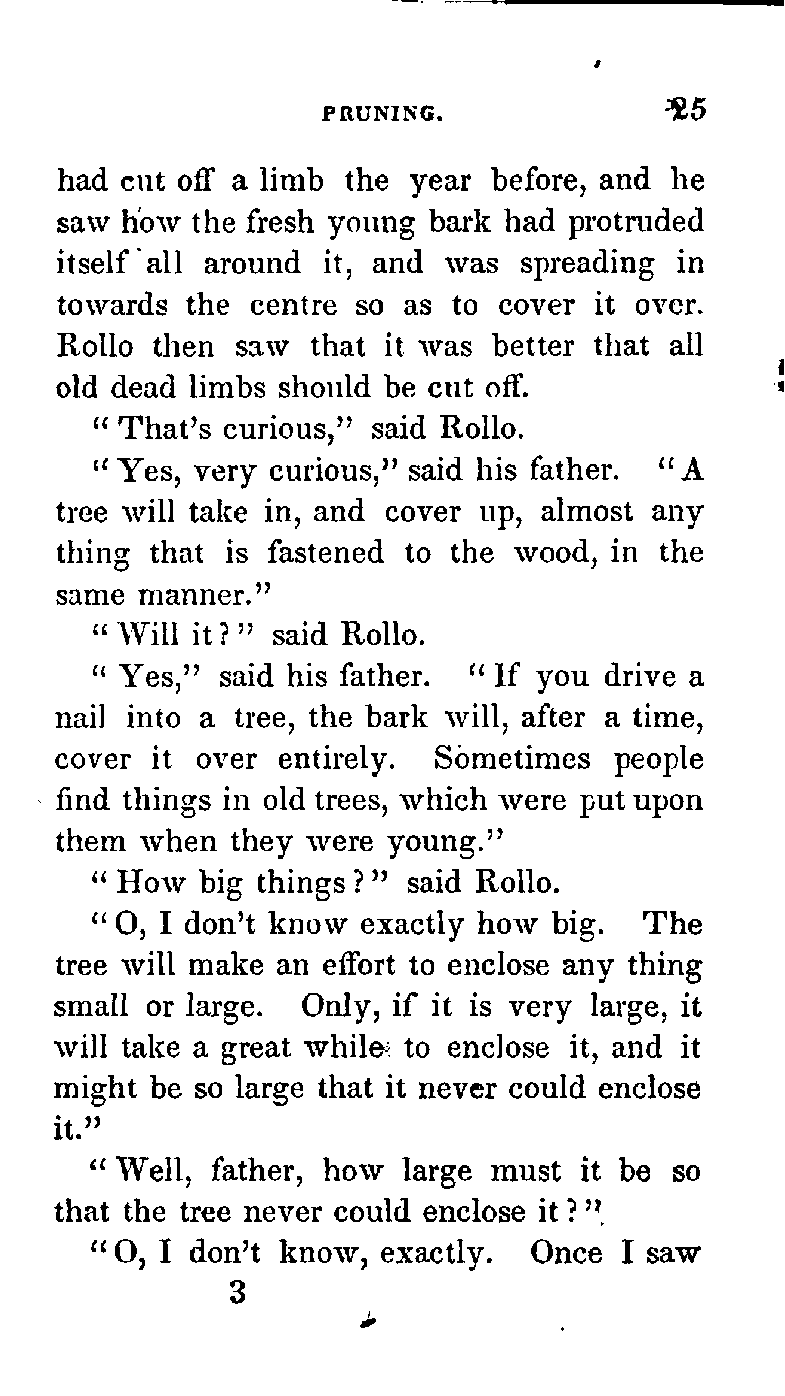 PRUNING. 25
had cut off a limb the year before, and he
saw how the fresh young bark had protruded
itself all around it, and was spreading in
towards the centre so as to cover it over.
Rollo then saw that it was better that all
old dead limbs should be cut off.
“ That’s curious,” said Rollo.
“ Yes, very curious,” said his father. “ A
tree will take in, and cover up, almost any
thing that is fastened to the wood, in the
same manner.”
“ Will it ? ” said Rollo.
“ Yes,” said his father. “ If you drive a
nail into a tree, the bark will, after a time,
cover it over entirely. Sometimes people
find things in old trees, which were put upon
them when they were young.”
“ How big things ? ” said Rollo.
“ O, I don’t know exactly how big. The
tree will make an effort to enclose any thing
small or large. Only, if it is very large, it
will take a great while to enclose it, and it
might be so large that it never could enclose
it.”
“ Well, father, how large must it be so
that the tree never could enclose it ? ”
“ O, I don’t know, exactly. Once I saw
3